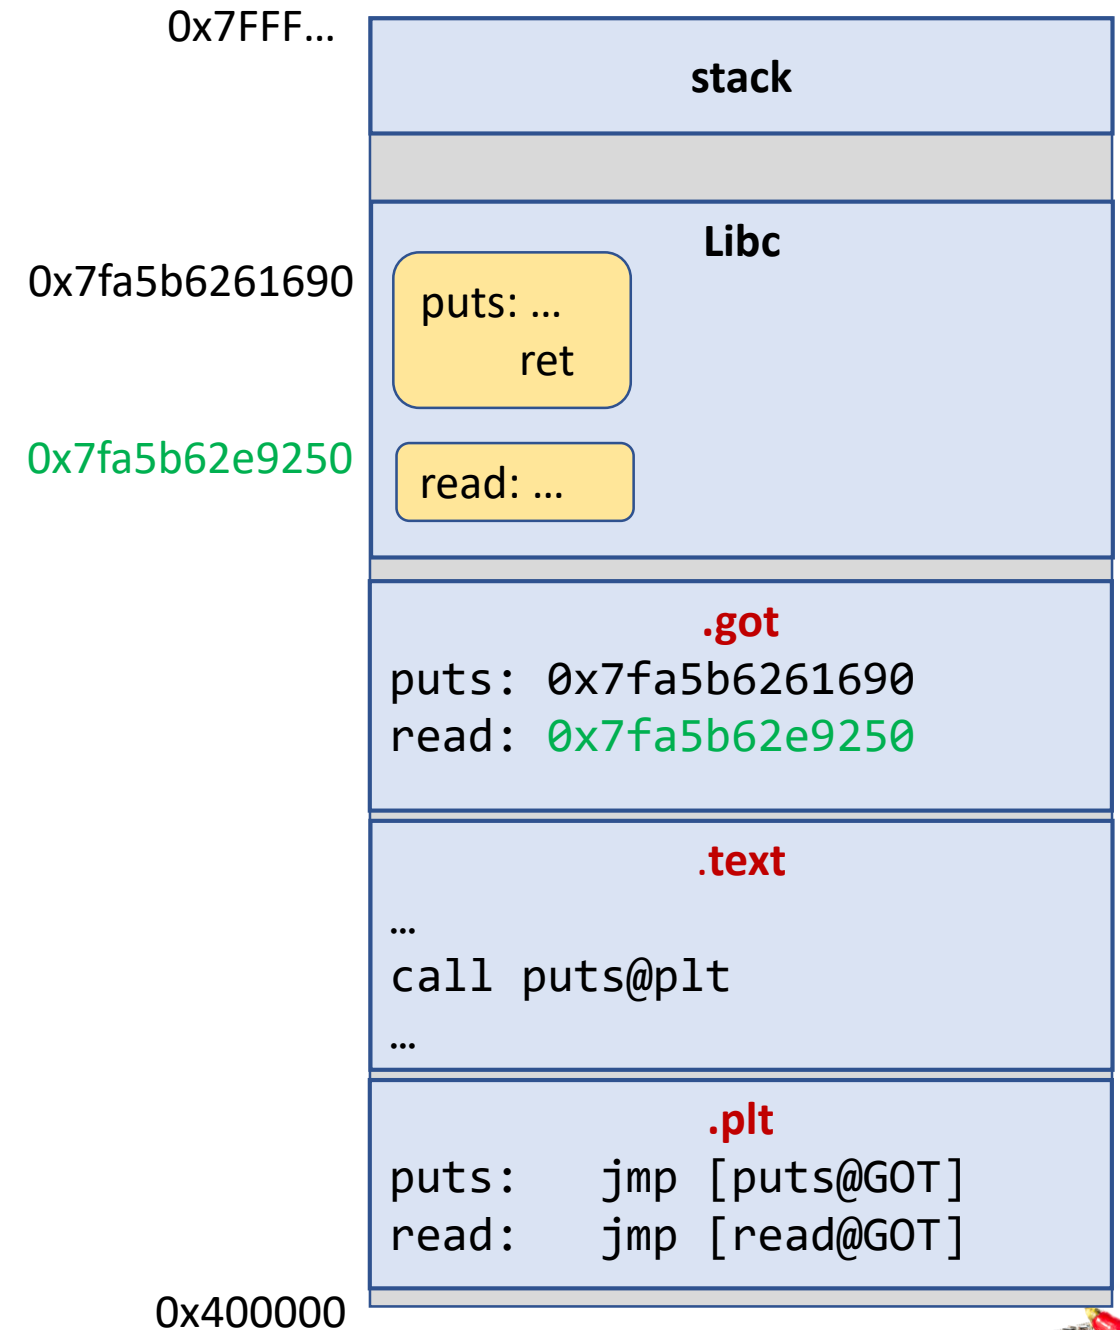 0x7FFF…
stack
Libc
0x7fa5b6261690
puts: …
ret
0x7fa5b62e9250
read: …
.got
puts: 0x7fa5b6261690
read: 0x7fa5b62e9250
.text
…
call puts@plt
…
.plt
puts: jmp [puts@GOT]
read: jmp [read@GOT]
0x400000